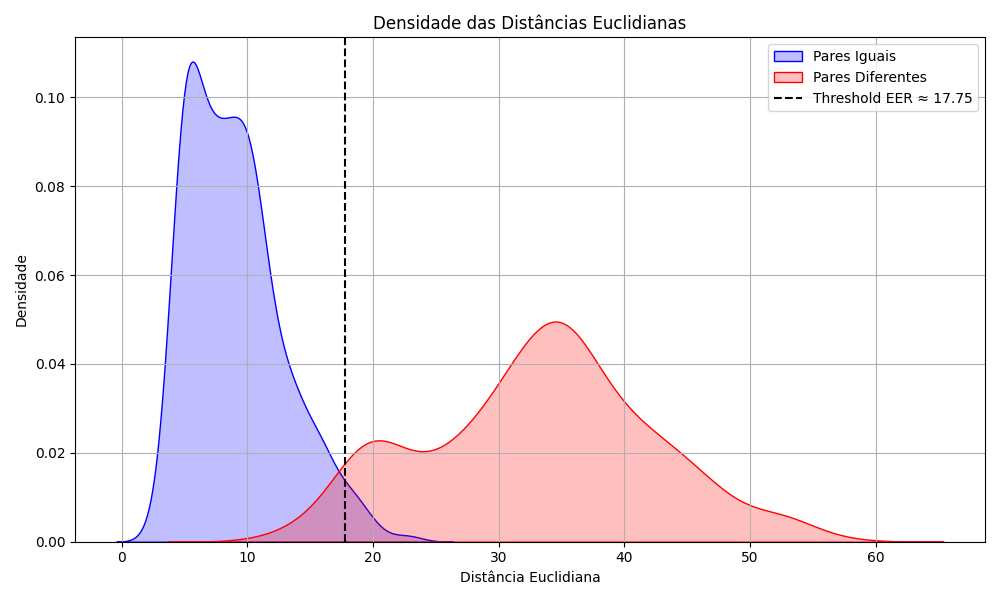 Densidade das Distâncias Euclidianas
Pares Iguais
Pares Diferentes
Threshold EER ≈ 17.75
Densidade
0.10
0.08
0.06
0.04
0.02
0.00
0 10 20 30 40 50 60
Distância Euclidiana